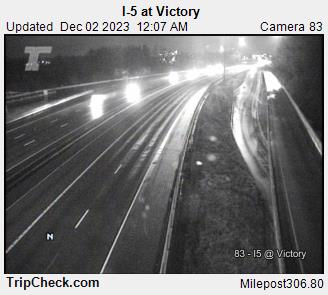 I-5 at Victory
Updated Dec 02 2023 12:07 AM Camera 83
T
N
83 - I5 @ Victory
TripCheck.com Milepost306.80